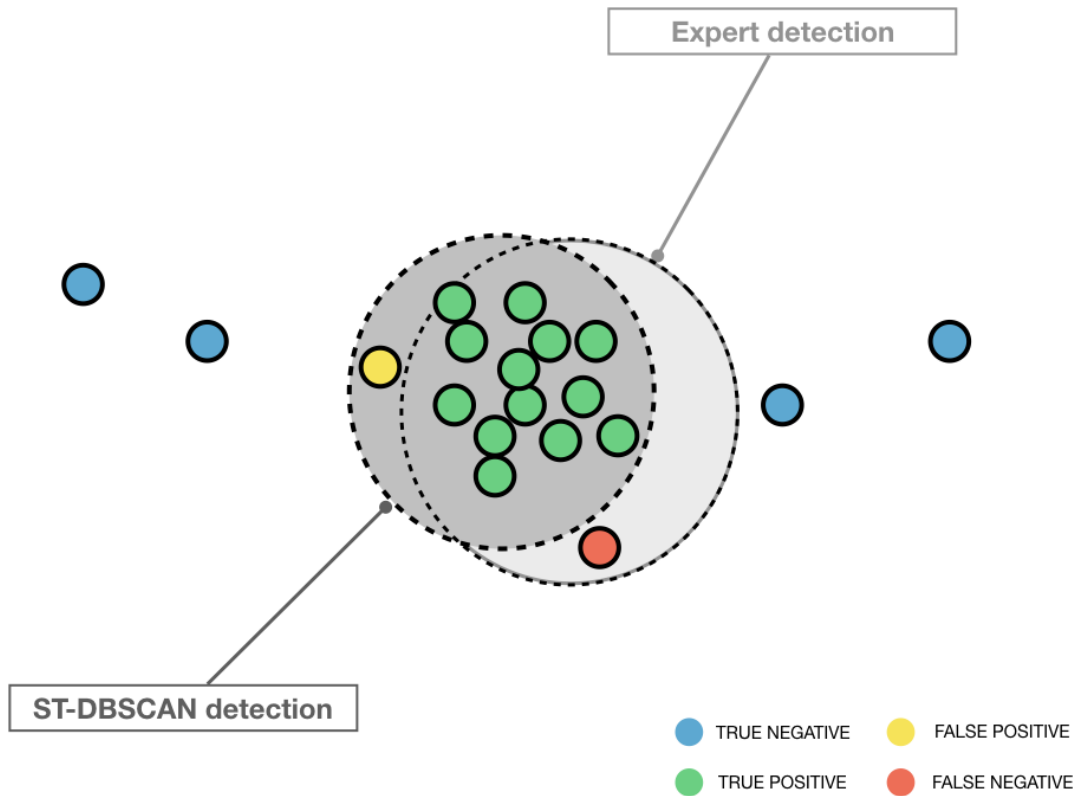 Expert detection
ST-DBSCAN detection
TRUE NEGATIVE
FALSE POSITIVE
TRUE POSITIVE
FALSE NEGATIVE